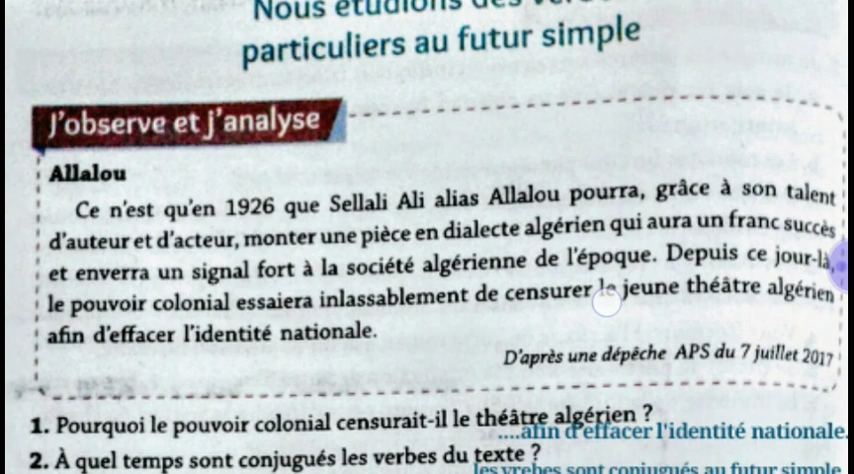 Nous étudions des
particuliers au futur simple
J'observe et j'analyse
Allalou
Ce n'est qu'en 1926 que Sellali Ali alias Allalou pourra, grâce à son talent
d'auteur et d'acteur, monter une pièce en dialecte algérien qui aura un franc succès
et enverra un signal fort à la société algérienne de l'époque. Depuis ce jour-là,
le pouvoir colonial essaiera inlassablement de censurer le jeune théâtre algérien
afin d'effacer l'identité nationale.
D'après une dépêche APS du 7 juillet 2017
1. Pourquoi le pouvoir colonial censurait-il le théâtre algérien ?
....afin d'effacer l'identité nationale.
2. À quel temps sont conjugués les verbes du texte ?
les vrebes sont conjugués au futur simple